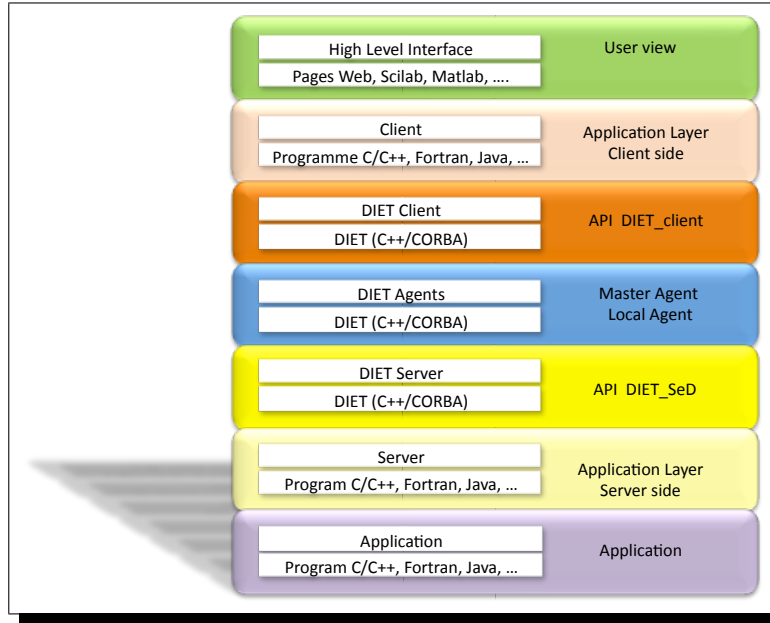 High Level Interface
Pages Web, Scilab, Matlab, ....
User view
Client
Programme C/C++, Fortran, Java, ...
Application Layer
Client side
DIET Client
DIET (C++/CORBA)
API DIET_client
DIET Agents
DIET (C++/CORBA)
Master Agent
Local Agent
DIET Server
DIET (C++/CORBA)
API DIET_SeD
Server
Program C/C++, Fortran, Java, ...
Application Layer
Server side
Application
Program C/C++, Fortran, Java, ...
Application